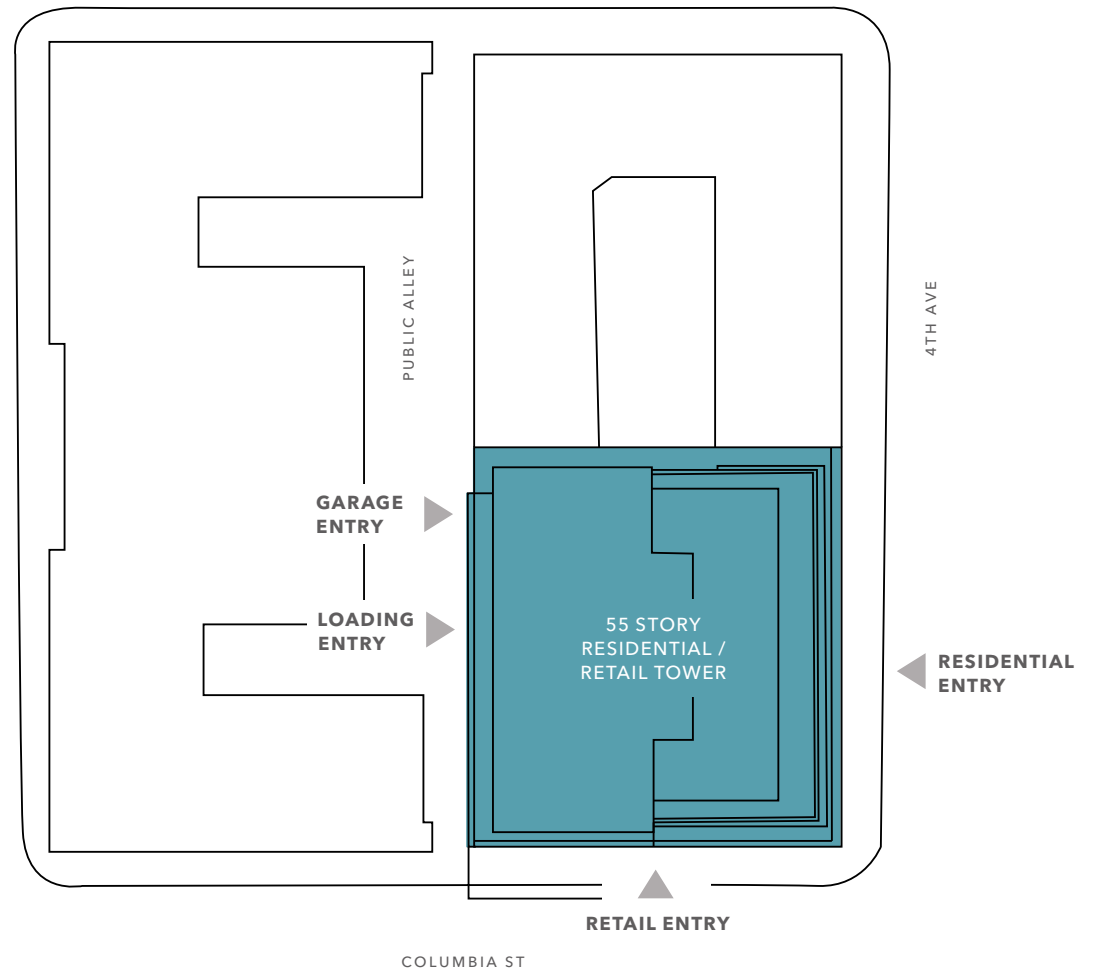 PUBLIC ALLEY
4TH AVE
GARAGE
ENTRY
LOADING
ENTRY
55 STORY
RESIDENTIAL /
RETAIL TOWER
RESIDENTIAL
ENTRY
RETAIL ENTRY
COLUMBIA ST